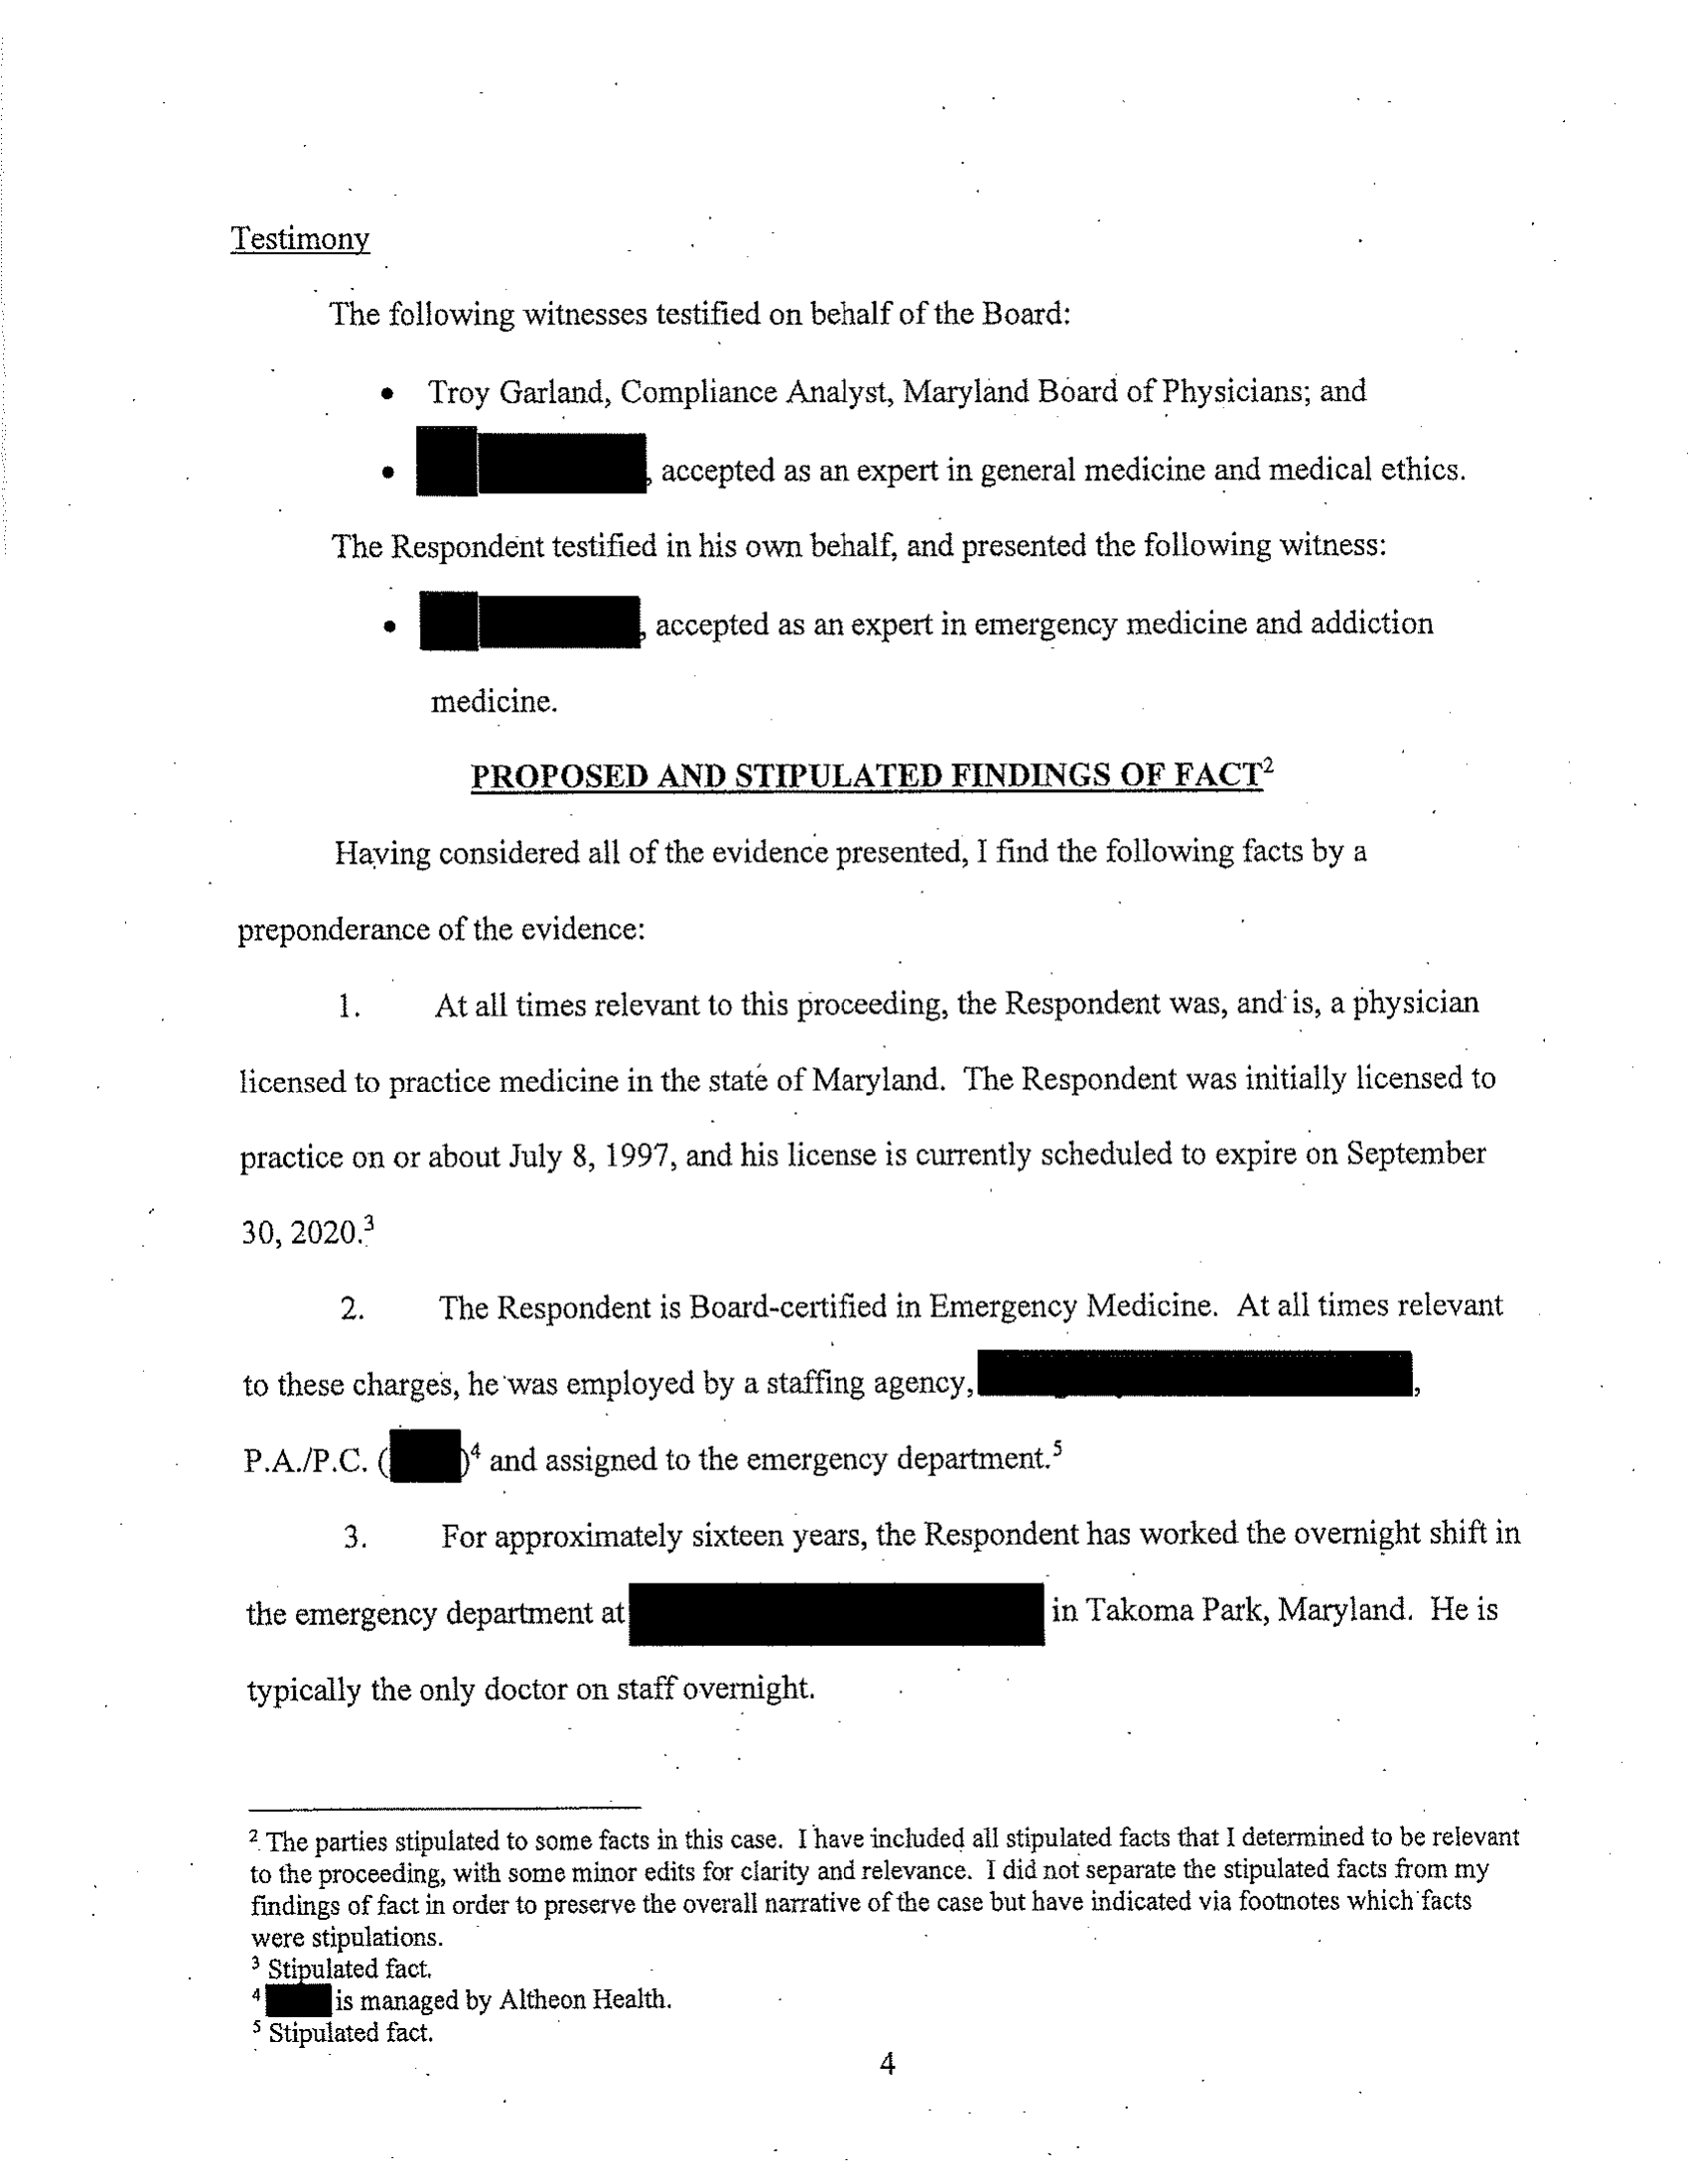 Testimony
The following witnesses testified on behalf of the Board:
• Troy Garland, Compliance Analyst, Maryland Board of Physicians; and
• , accepted as an expert in general medicine and medical ethics.
The Respondent testified in his own behalf, and presented the following witness:
• , accepted as an expert in emergency medicine and addiction
medicine.
PROPOSED AND STIPULATED FINDINGS OF FACT2
Having considered all of the evidence presented, I find the following facts by a
preponderance of the evidence:
1. At all times relevant to this proceeding, the Respondent was, and is, a physician
licensed to practice medicine in the state of Maryland. The Respondent was initially licensed to
practice on or about July 8, 1997, and his license is currently scheduled to expire on September
30, 2020.3
2. The Respondent is Board-certified in Emergency Medicine. At all times relevant
to these charges, he was employed by a staffing agency, ,
P.A./P.C. ( )4 and assigned to the emergency department.5
3. For approximately sixteen years, the Respondent has worked the overnight shift in
the emergency department at in Takoma Park, Maryland. He is
typically the only doctor on staff overnight.
2 The parties stipulated to some facts in this case. I have included all stipulated facts that I determined to be relevant
to the proceeding, with some minor edits for clarity and relevance. I did not separate the stipulated facts from my
findings of fact in order to preserve the overall narrative of the case but have indicated via footnotes which facts
were stipulations.
3 Stipulated fact.
4 is managed by Altheon Health.
5 Stipulated fact.
4